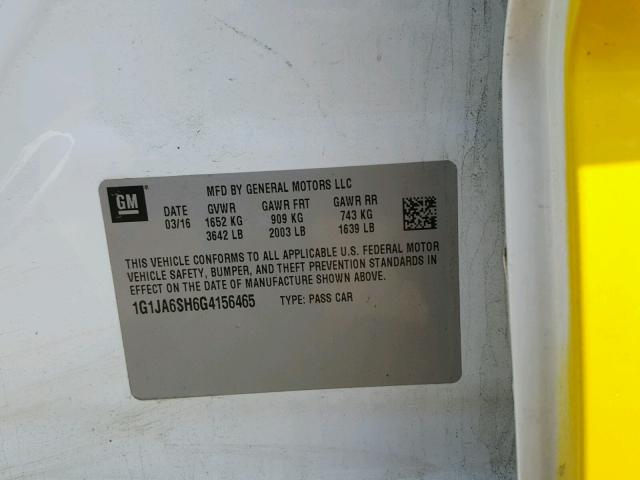 GM
MFD BY GENERAL MOTORS LLC
DATE GVWR GAWR FRT GAWR RR
03/16 1652 KG 909 KG 743 KG
3642 LB 2003 LB 1639 LB
THIS VEHICLE CONFORMS TO ALL APPLICABLE U.S. FEDERAL MOTOR
VEHICLE SAFETY, BUMPER, AND THEFT PREVENTION STANDARDS IN
EFFECT ON THE DATE OF MANUFACTURE SHOWN ABOVE.
1G1JA6SH6G4156465 TYPE: PASS CAR